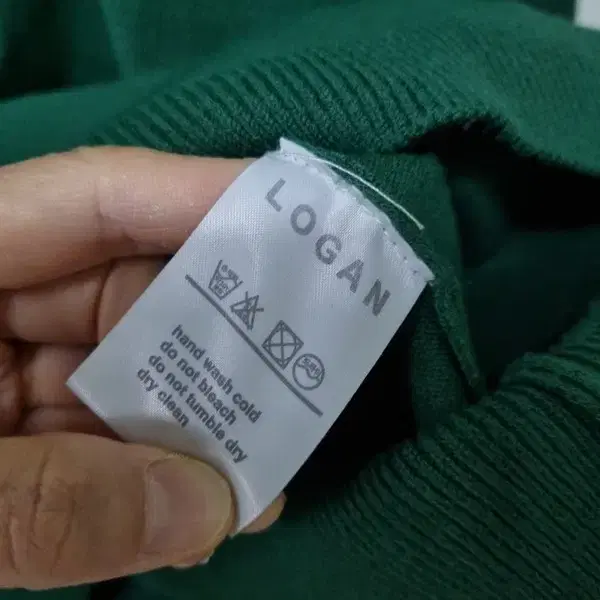 LOGAN
hand wash cold
do not bleach
do not tumble dry
dry clean